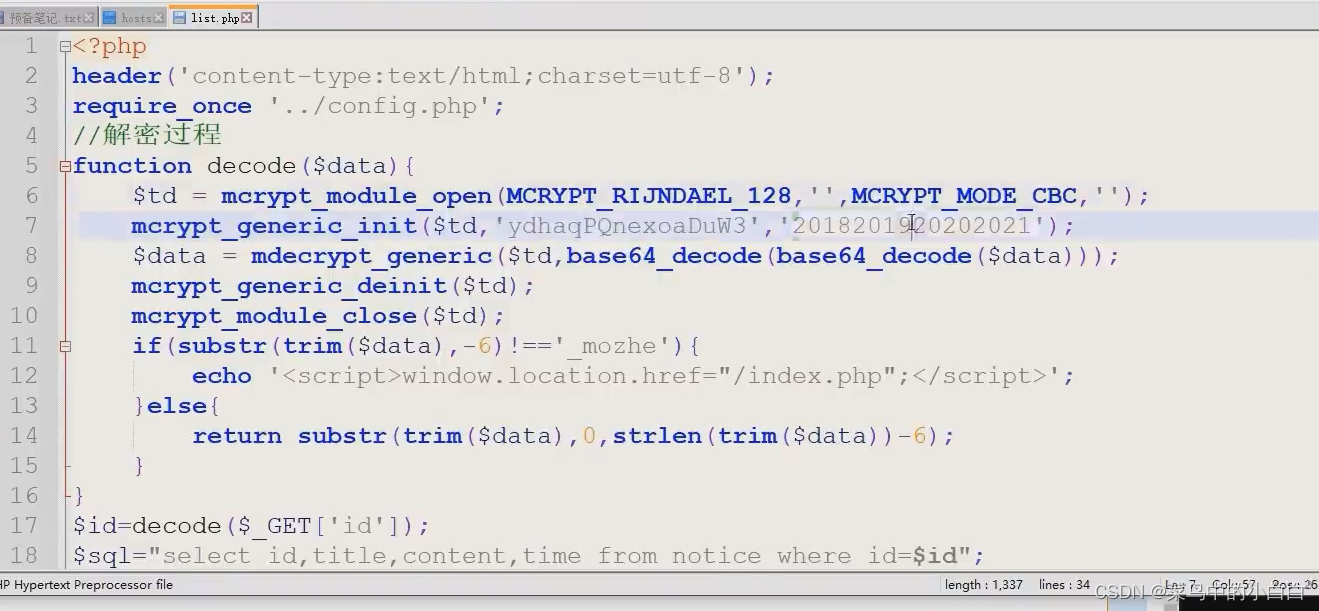 预备笔记.txt hosts list.php
1 <?php
2 header('content-type:text/html;charset=utf-8');
3 require_once '../config.php';
4 //解密过程
5 function decode($data){
6 $td = mcrypt_module_open(MCRYPT_RIJNDAEL_128,'',MCRYPT_MODE_CBC,'');
7 mcrypt_generic_init($td,'ydhaqPQnexoaDuW3','2018201920202021');
8 $data = mdecrypt_generic($td,base64_decode(base64_decode($data)));
9 mcrypt_generic_deinit($td);
10 mcrypt_module_close($td);
11 if(substr(trim($data),-6)!=='_mozhe'){
12 echo '<script>window.location.href="/index.php";</script>';
13 }else{
14 return substr(trim($data),0,strlen(trim($data))-6);
15 }
16 }
17 $id=decode($_GET['id']);
18 $sql="select id,title,content,time from notice where id=$id";
HP Hypertext Preprocessor file length : 1,337 lines : 34 Ln : 7 Col : 57
CSDN @菜鸟中的小白白